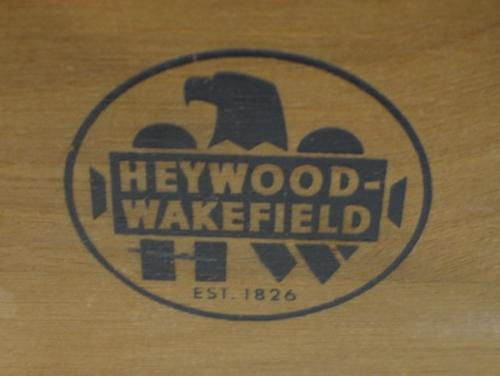 HEYWOOD-
WAKEFIELD
H W
EST. 1826